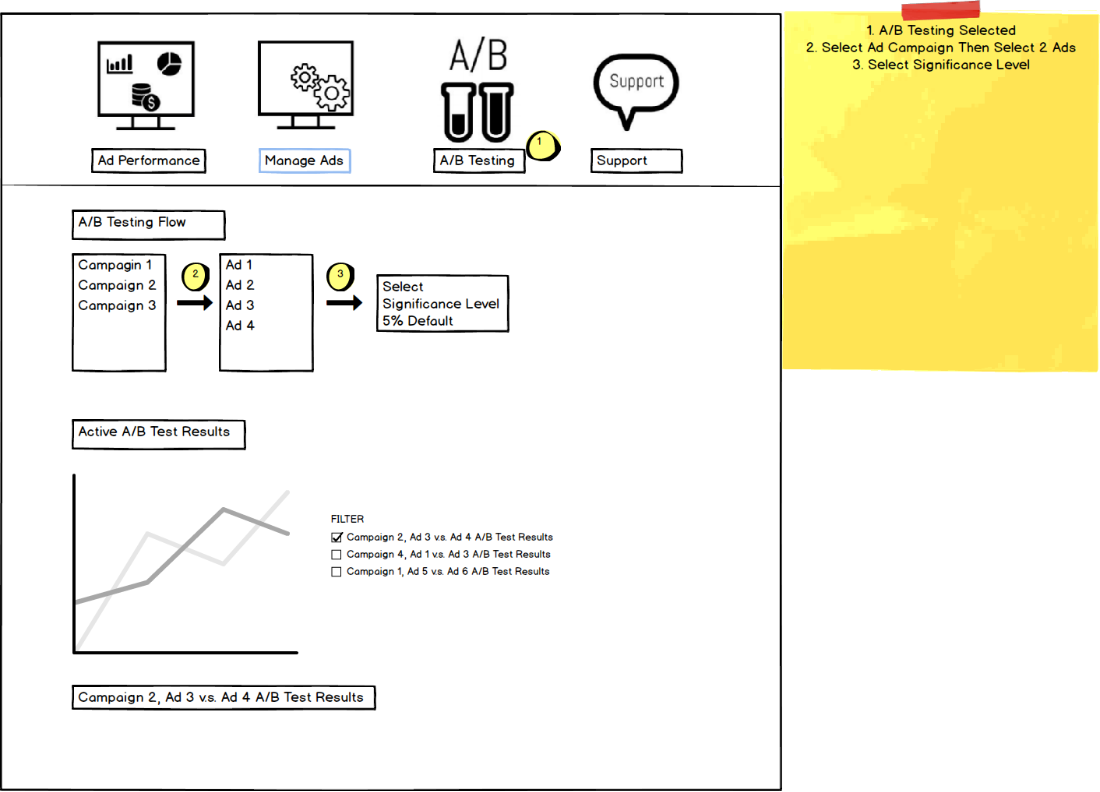 A/B
Support
Ad Performance
Manage Ads
A/B Testing
1
Support
1. A/B Testing Selected
2. Select Ad Campaign Then Select 2 Ads
3. Select Significance Level
A/B Testing Flow
Campagin 1
Campaign 2
Campaign 3
2
Ad 1
Ad 2
Ad 3
Ad 4
3
Select
Significance Level
5% Default
Active A/B Test Results
FILTER
Campaign 2, Ad 3 v.s. Ad 4 A/B Test Results
Campaign 4, Ad 1 v.s. Ad 3 A/B Test Results
Campaign 1, Ad 5 v.s. Ad 6 A/B Test Results
Campaign 2, Ad 3 v.s. Ad 4 A/B Test Results